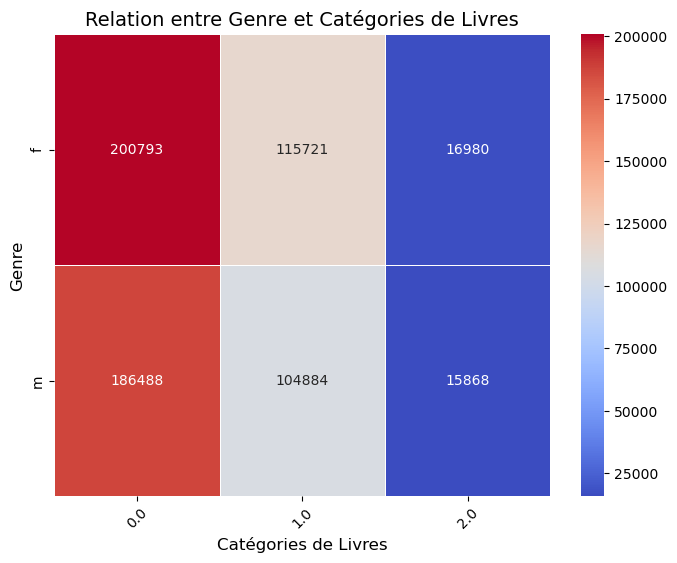 Relation entre Genre et Catégories de Livres
f
200793 115721 16980
m
186488 104884 15868
Genre
0.0 1.0 2.0
Catégories de Livres
200000
175000
150000
125000
100000
75000
50000
25000